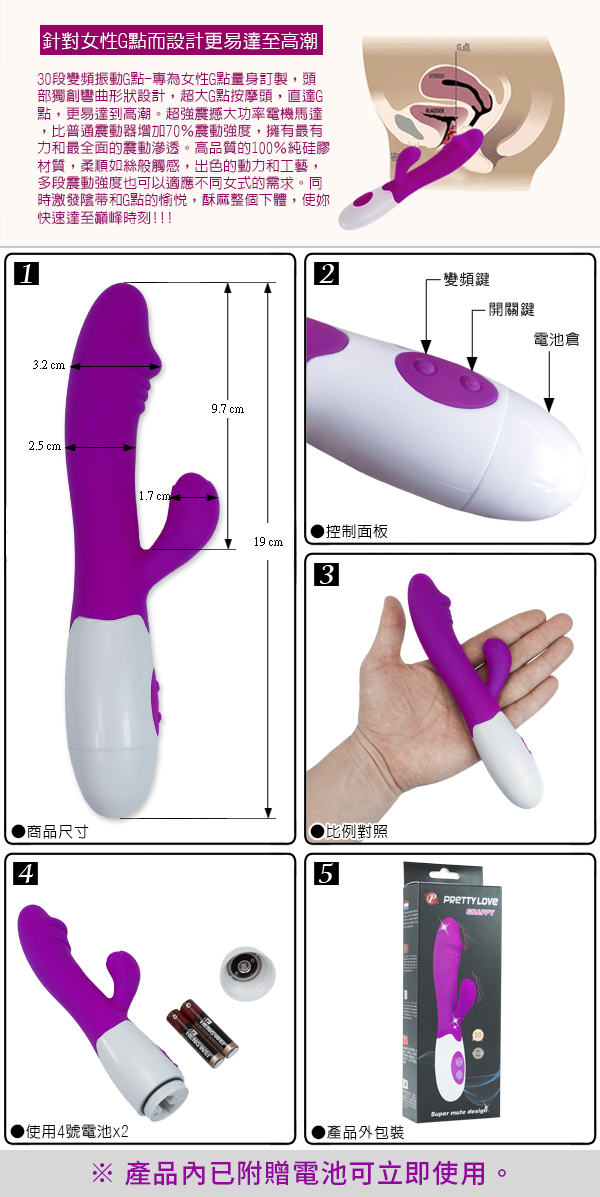 針對女性G點而設計更易達至高潮
30段變頻振動G點-專為女性G點量身訂製，頭
部獨創彎曲形狀設計，超大G點按摩頭，直達G
點，更易達到高潮。超強震撼大功率電機馬達
，比普通震動器增加70%震動強度，擁有最有
力和最全面的震動滲透。高品質的100%純硅膠
材質，柔順如絲般觸感，出色的動力和工藝，
多段震動強度也可以適應不同女式的需求。同
時激發陰蒂和G點的愉悅，酥麻整個下體，使妳
快速達至巔峰時刻!!!
G点
UTERUS
BLADDER
1
3.2 cm
9.7 cm
2.5 cm
1.7 cm
19 cm
●商品尺寸
2
變頻鍵
開關鍵
電池倉
●控制面板
3
●比例對照
4
HENGWEI
HENGWEI
●使用4號電池x2
5
PRETTY LOVE
SNAPPY
30
Super mute design
●產品外包裝
※ 產品內已附贈電池可立即使用。